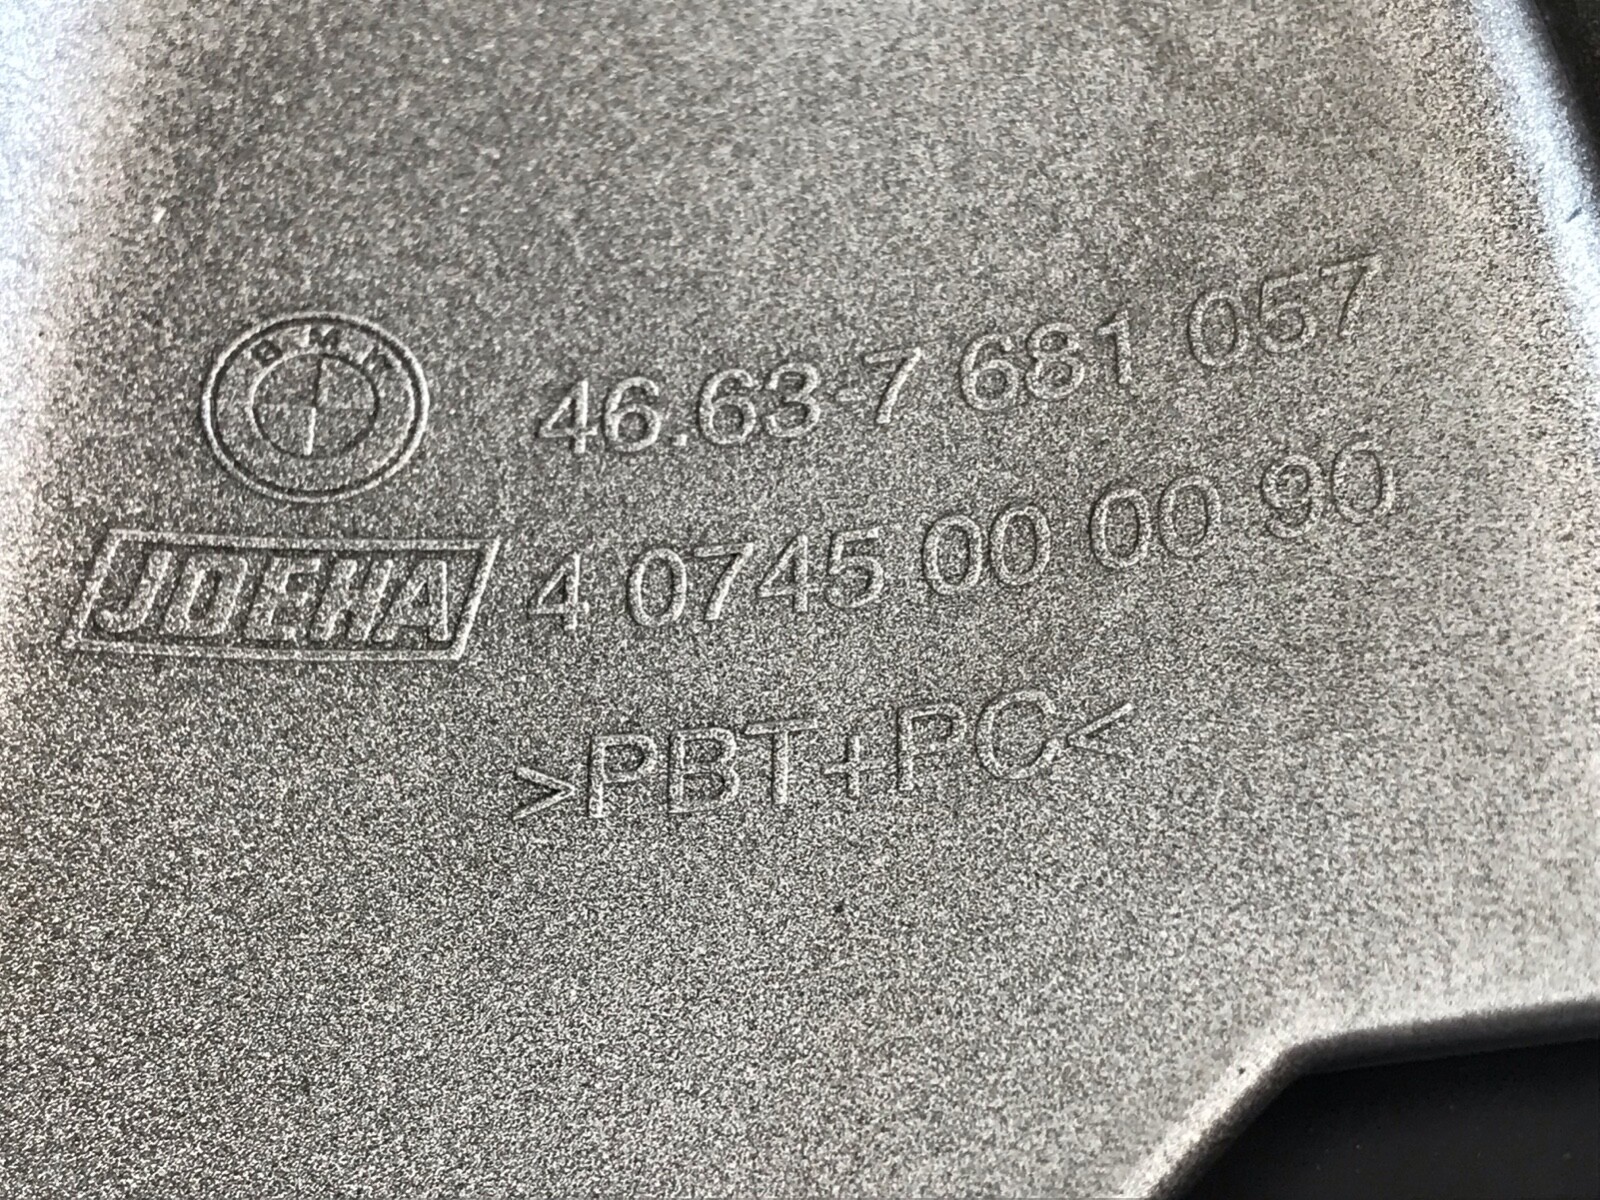 BMW
46.63-7 681 057
JOEHA 4 0745 00 00 90
>PBT+PC<